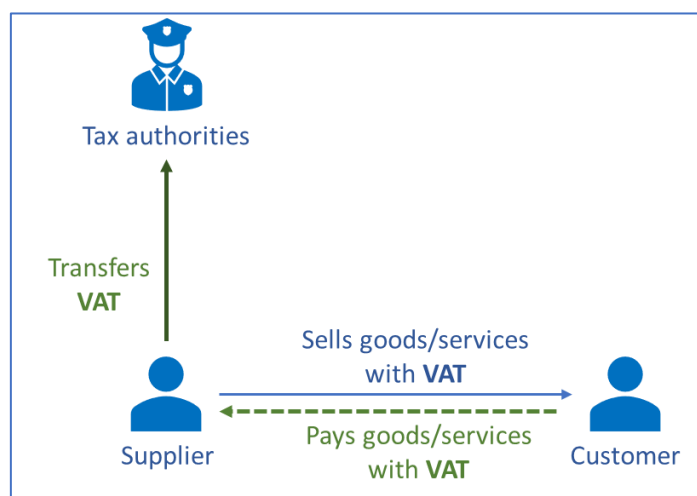 Tax authorities
Transfers
VAT
Sells goods/services
with VAT
Pays goods/services
with VAT
Supplier
Customer